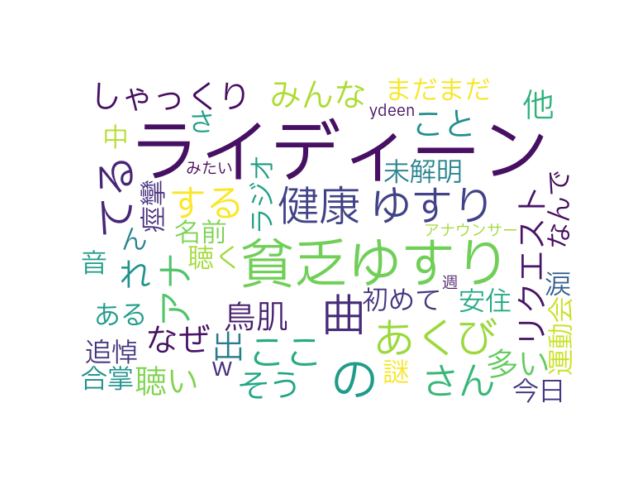 しゃっくり
みんな
まだまだ
ydeen
他
中
さ
こと
ライディーン
みたい
未解明
てる
痙攣
する
ラジオ
健康
ゆすり
リクエスト
なんで
名前
ん
アナウンサー
音
れ
聴く
アナ
貧乏ゆすり
週
涙
ある
なぜ
鳥肌
曲
初めて
安住
運動会
追悼
出
ここ
あくび
多い
合掌
聴い
w
そう
の
謎
さん
今日